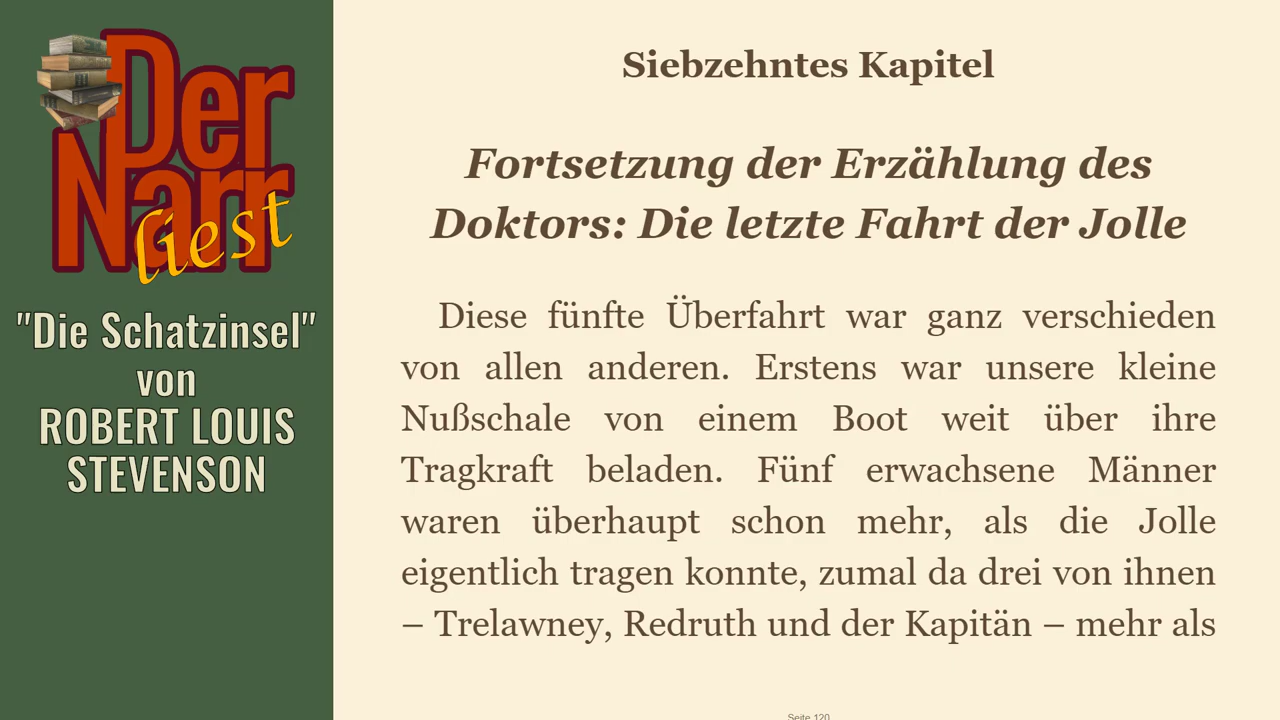 Der
Narr
liest
"Die Schatzinsel"
von
ROBERT LOUIS
STEVENSON
Siebzehntes Kapitel
Fortsetzung der Erzählung des
Doktors: Die letzte Fahrt der Jolle
Diese fünfte Überfahrt war ganz verschieden
von allen anderen. Erstens war unsere kleine
Nußschale von einem Boot weit über ihre
Tragkraft beladen. Fünf erwachsene Männer
waren überhaupt schon mehr, als die Jolle
eigentlich tragen konnte, zumal da drei von ihnen
– Trelawney, Redruth und der Kapitän – mehr als
Seite 120